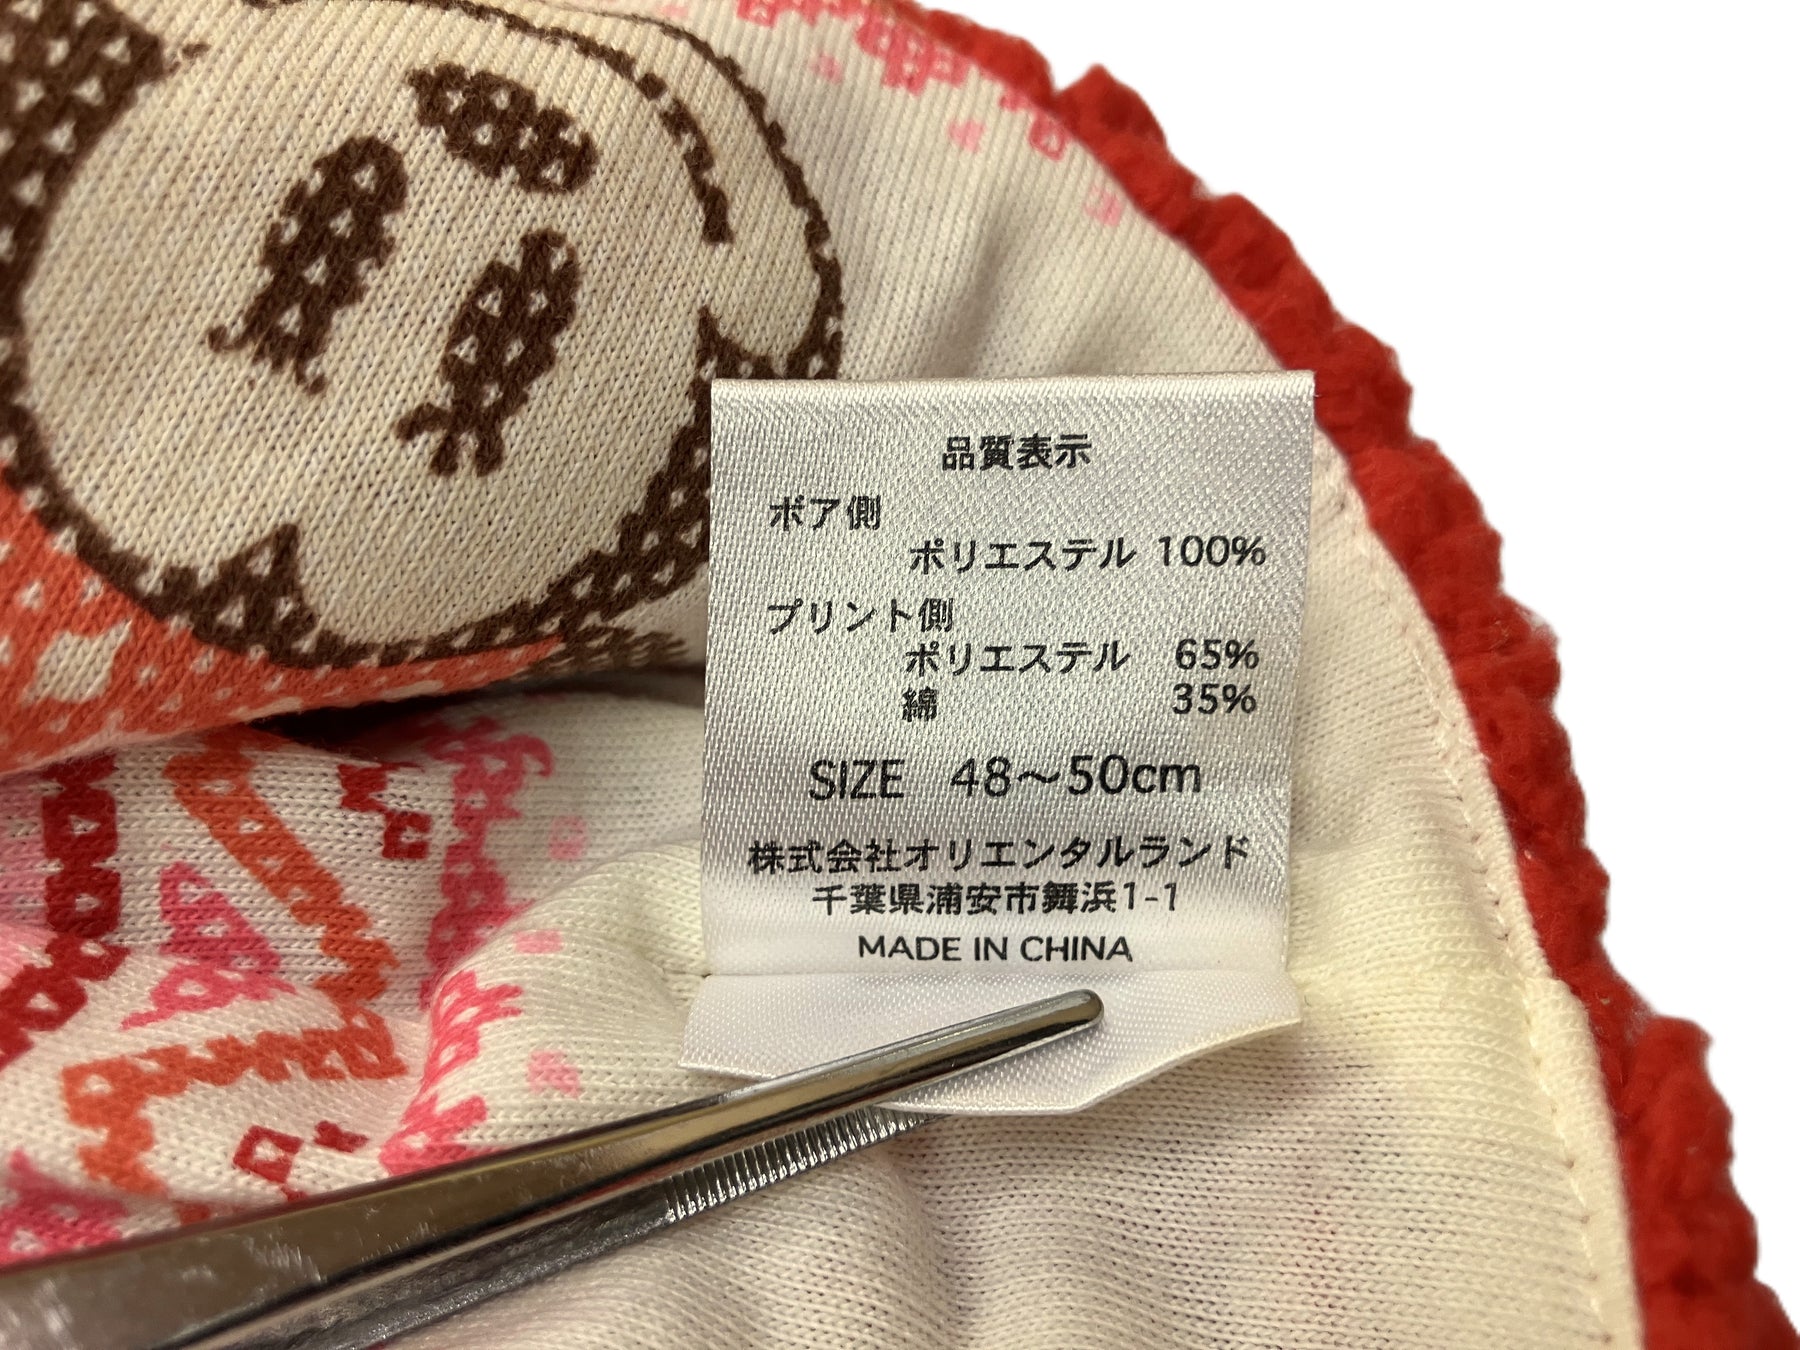 品質表示
ボア側
ポリエステル 100%
プリント側
ポリエステル 65%
綿 35%
SIZE 48～50cm
株式会社オリエンタルランド
千葉県浦安市舞浜1-1
MADE IN CHINA